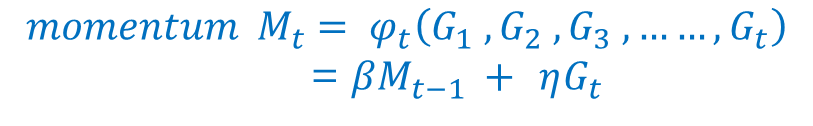 momentum M_t = φ_t(G_1 , G_2 , G_3 , … … , G_t)
= βM_{t−1} + ηG_t